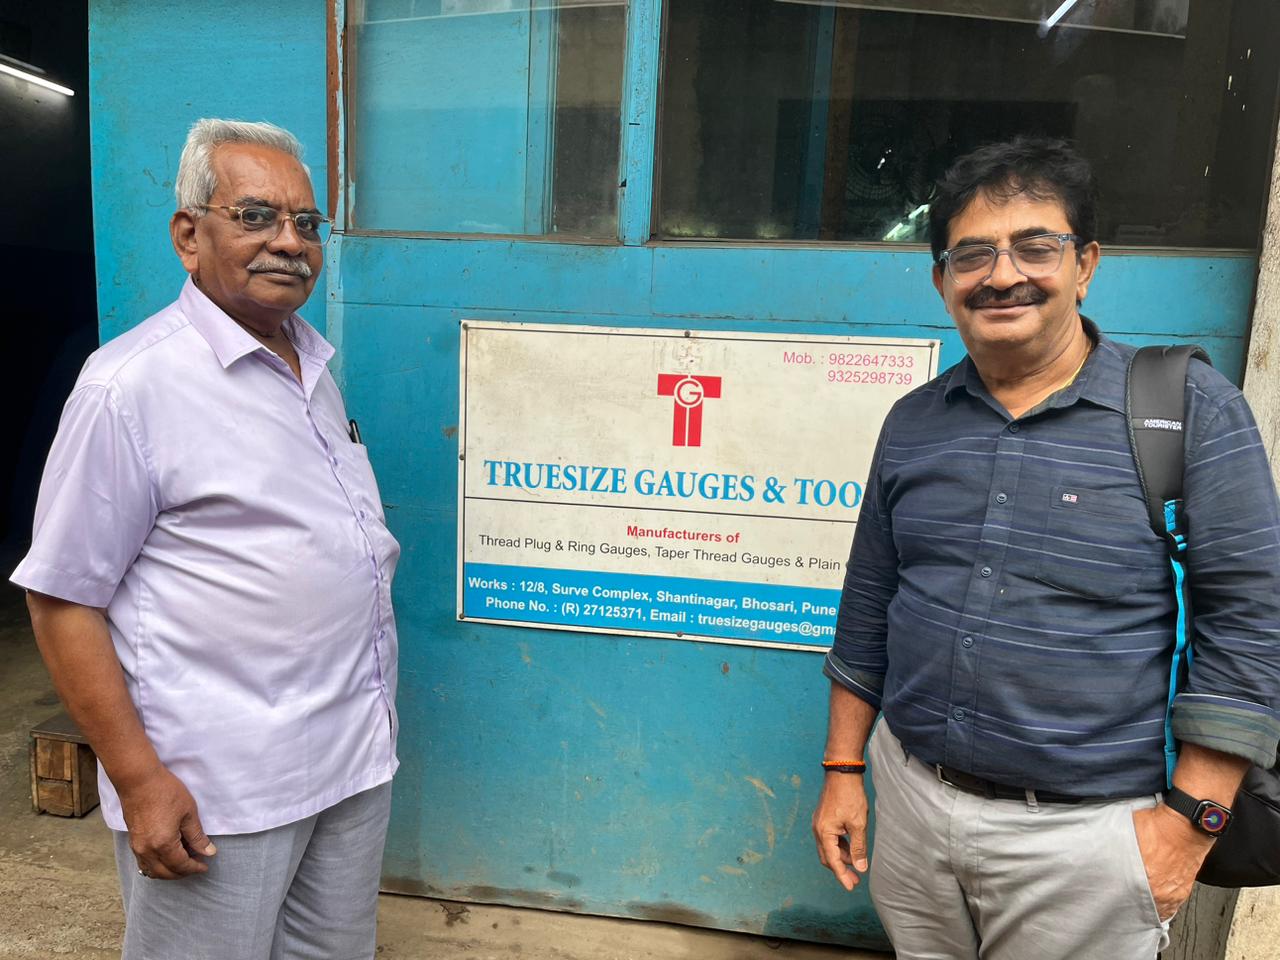 Mob. : 9822647333
9325298739
G
TRUESIZE GAUGES & TOO
Manufacturers of
Thread Plug & Ring Gauges, Taper Thread Gauges & Plain
Works : 12/8, Surve Complex, Shantinagar, Bhosari, Pune
Phone No. : (R) 27125371, Email : truesizegauges@gma
AMERICAN
TOURISTER